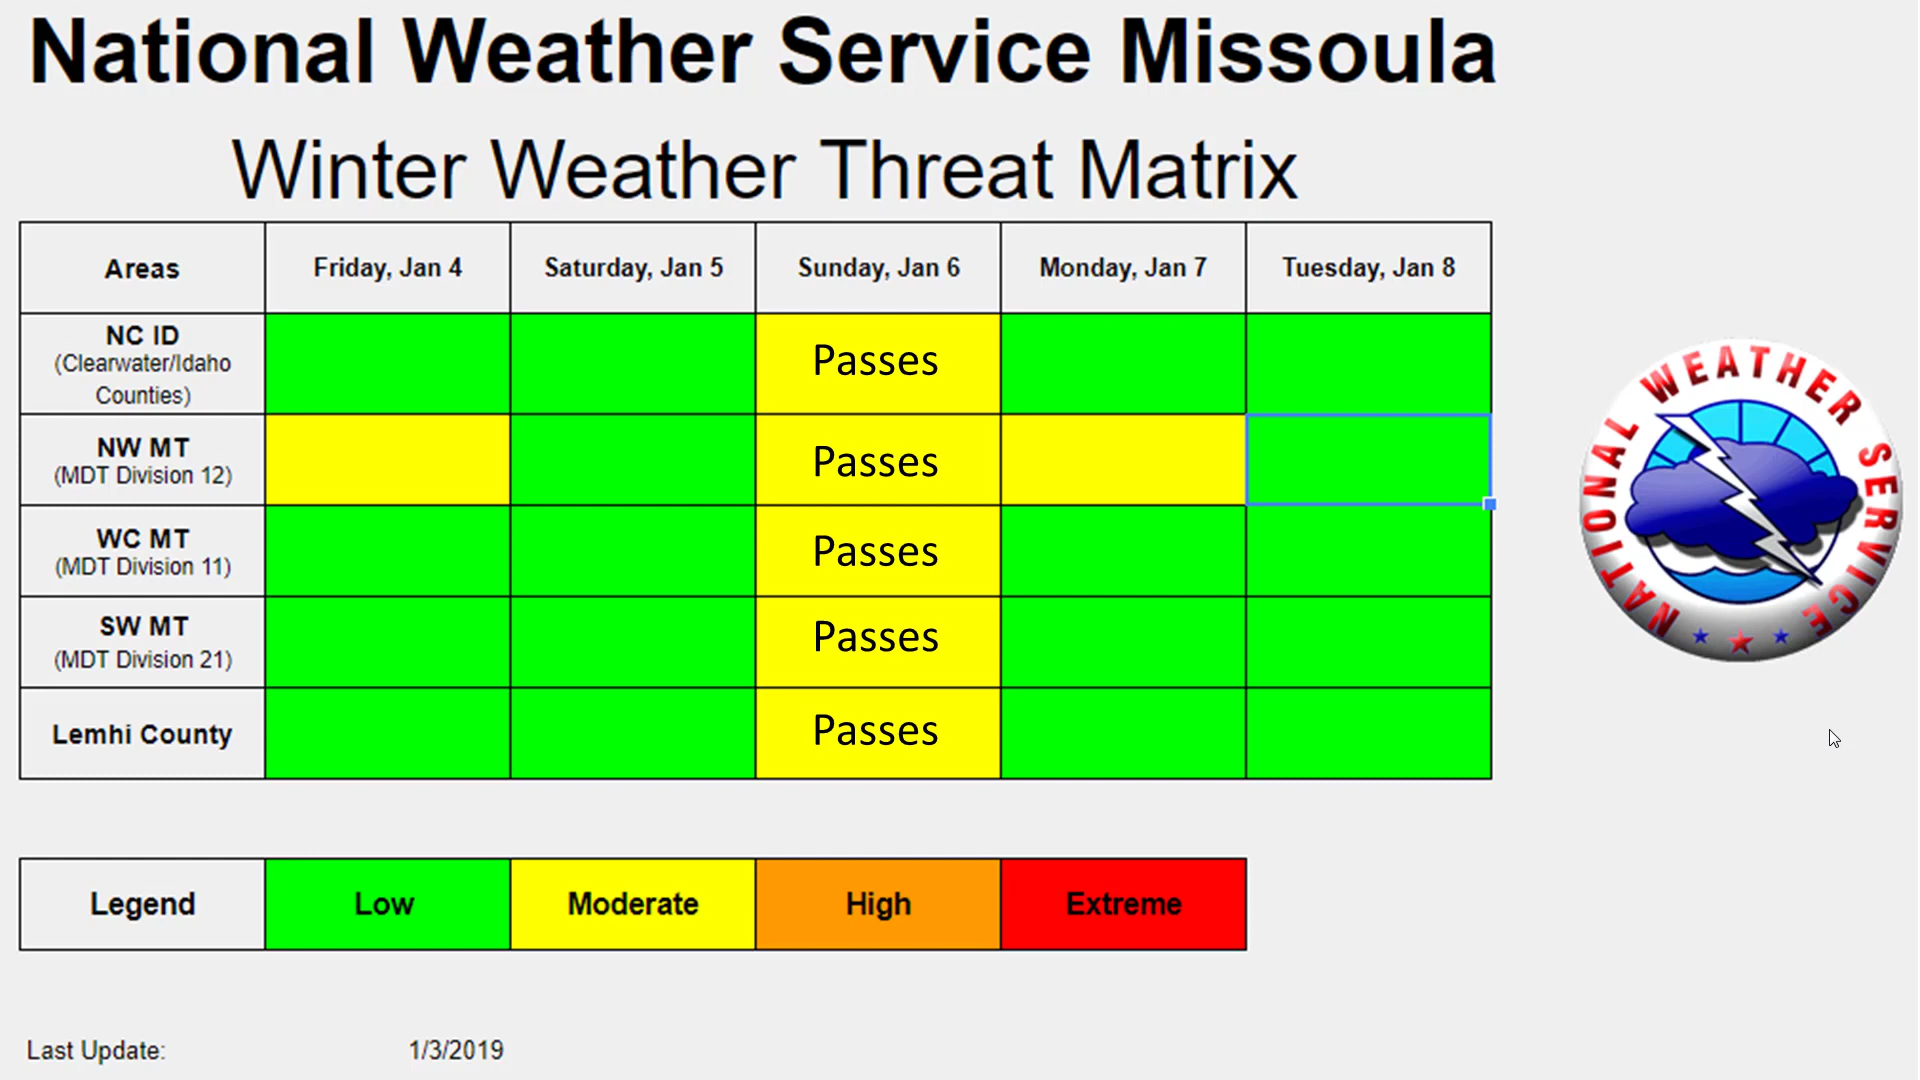 National Weather Service Missoula
Winter Weather Threat Matrix
Areas Friday, Jan 4 Saturday, Jan 5 Sunday, Jan 6 Monday, Jan 7 Tuesday, Jan 8
NC ID
(Clearwater/Idaho
Counties)
Passes
NW MT
(MDT Division 12)
Passes
WC MT
(MDT Division 11)
Passes
SW MT
(MDT Division 21)
Passes
Lemhi County Passes
NATIONAL WEATHER SERVICE
Legend Low Moderate High Extreme
Last Update: 1/3/2019